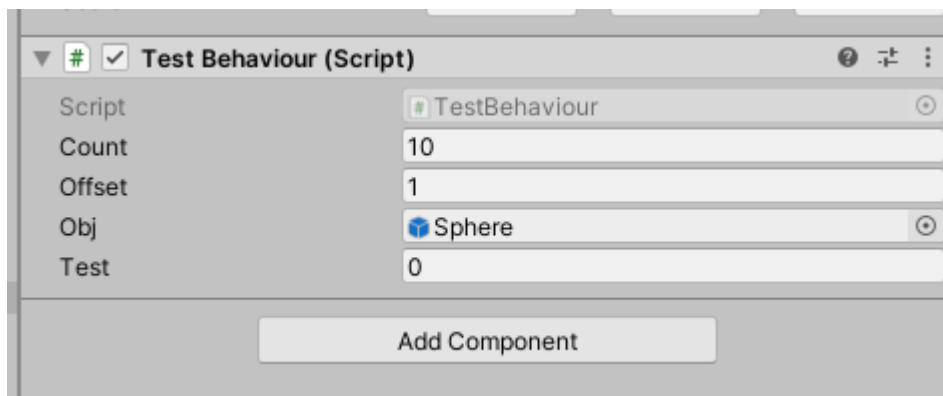 Test Behaviour (Script)
Script # TestBehaviour
Count 10
Offset 1
Obj Sphere
Test 0
Add Component